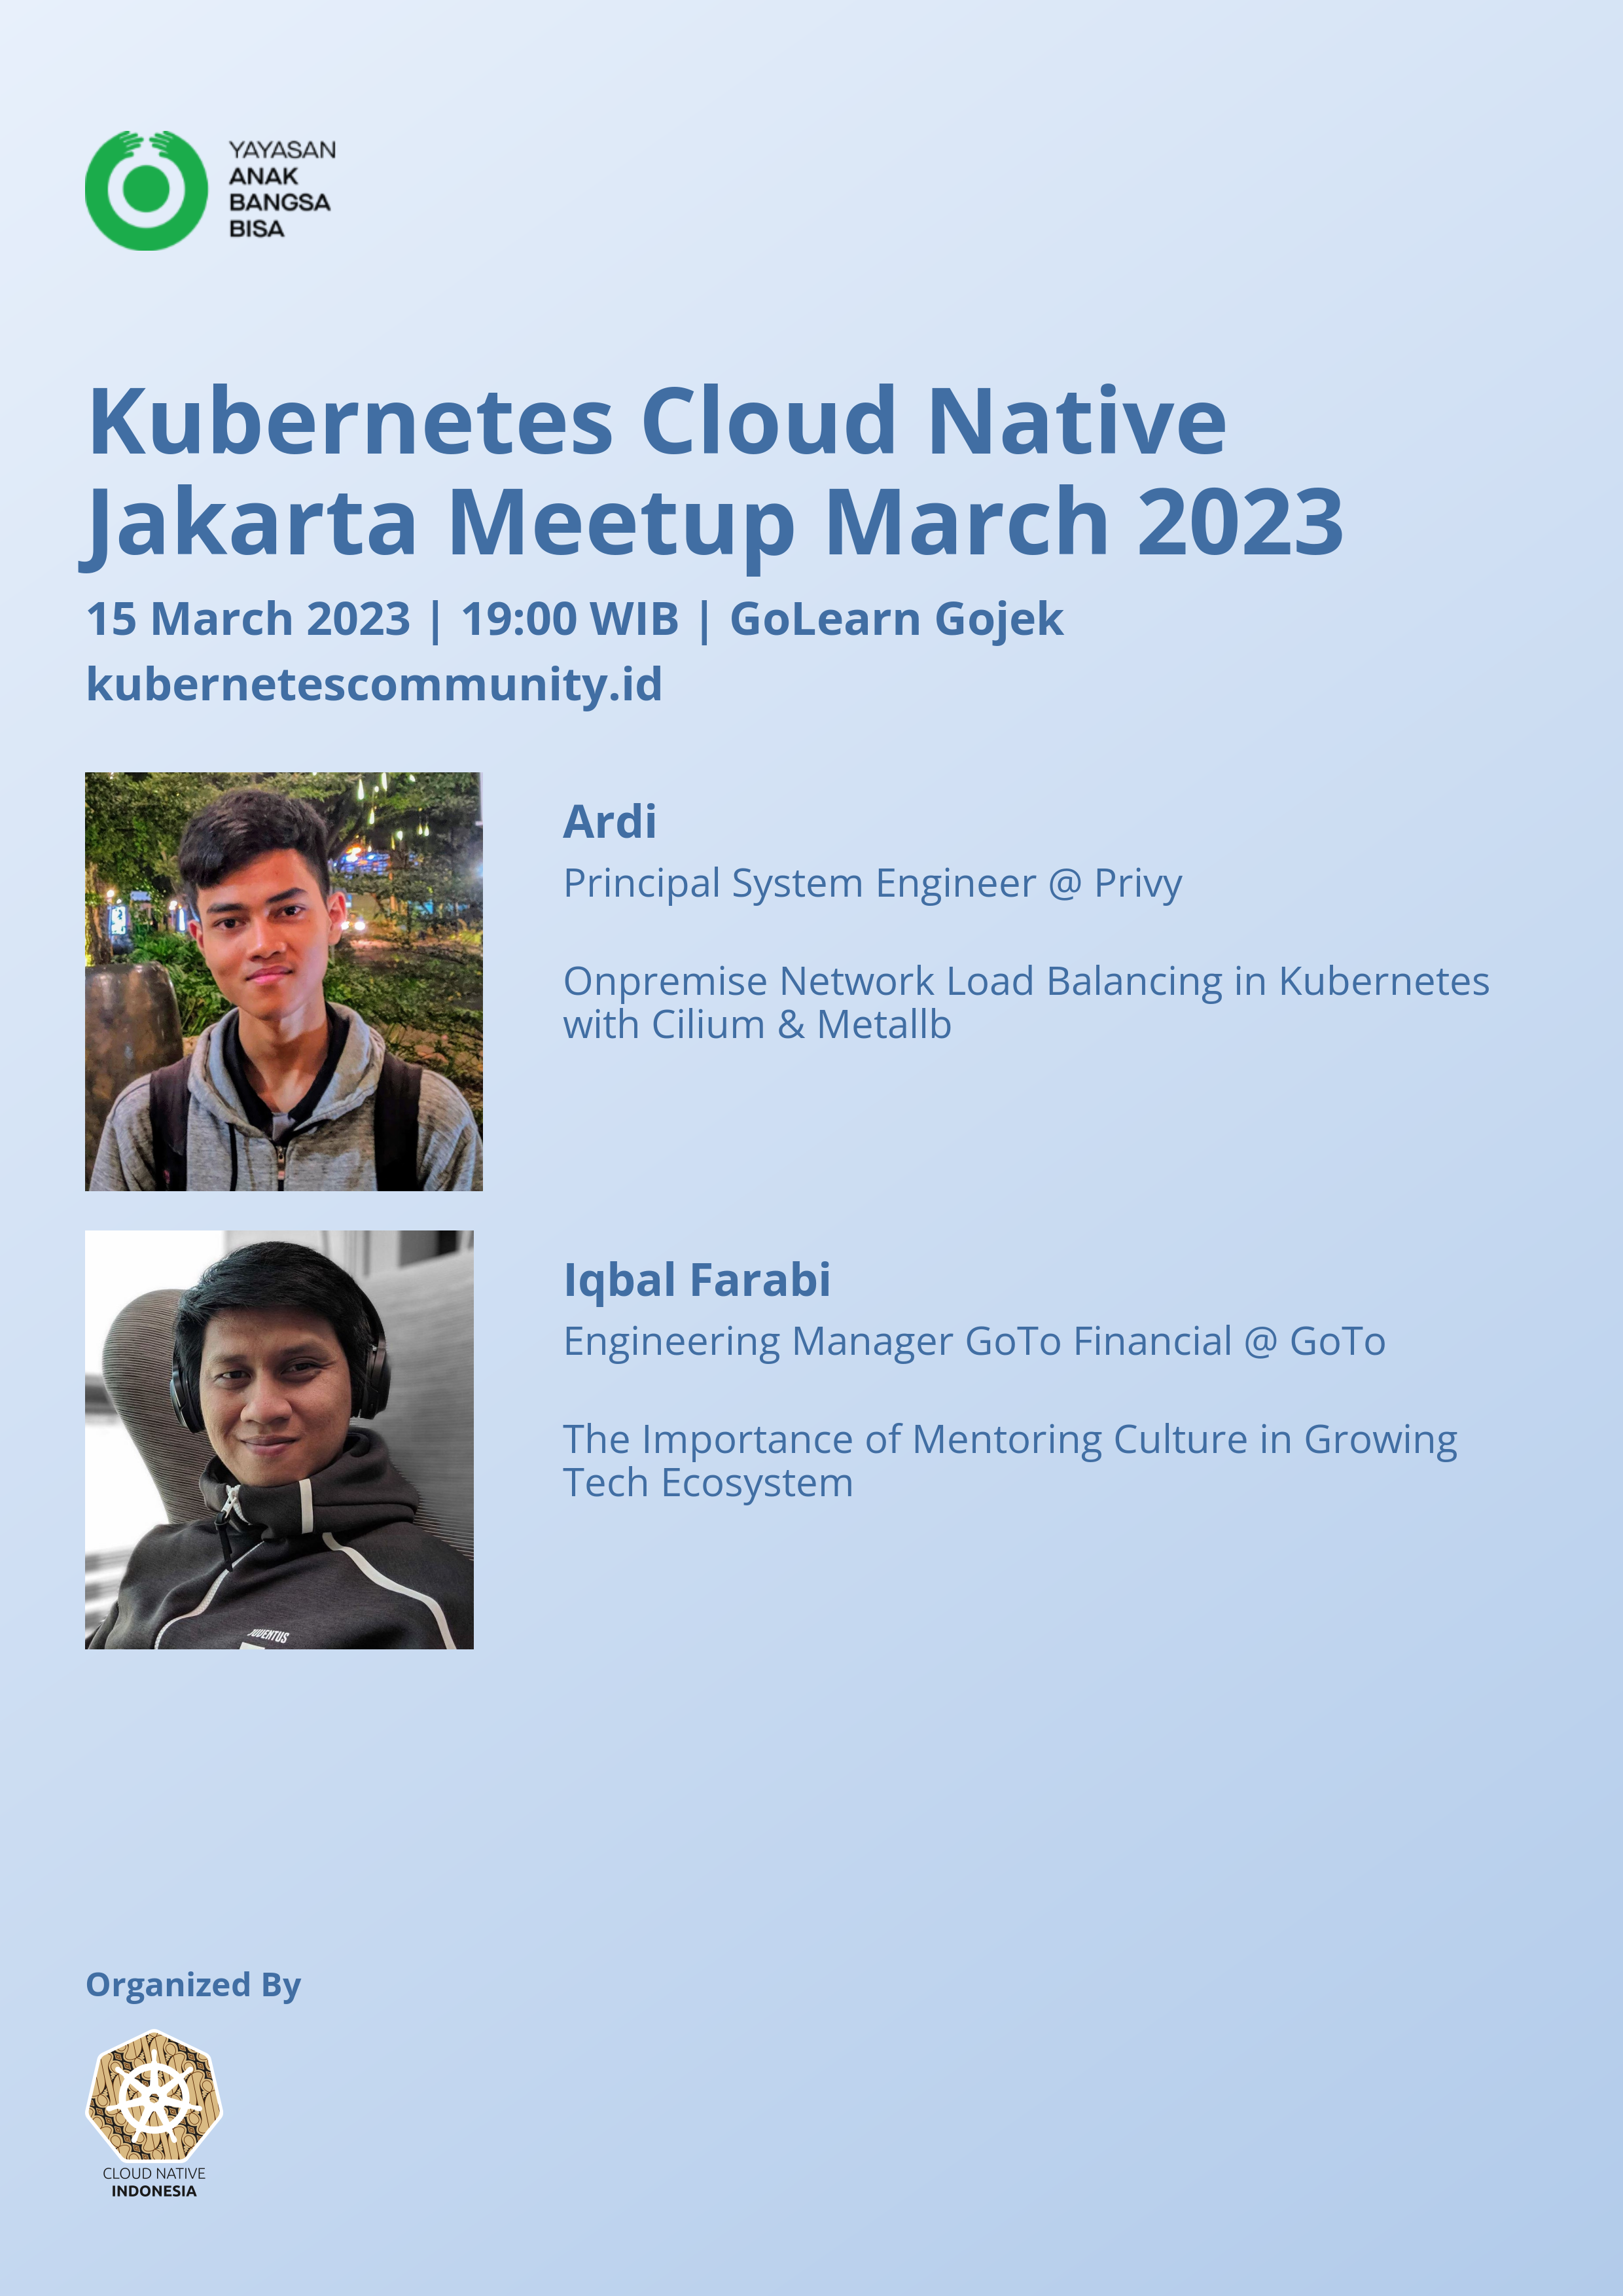 YAYASAN
ANAK
BANGSA
BISA
Kubernetes Cloud Native
Jakarta Meetup March 2023
15 March 2023 | 19:00 WIB | GoLearn Gojek
kubernetescommunity.id
Ardi
Principal System Engineer @ Privy
Onpremise Network Load Balancing in Kubernetes
with Cilium & Metallb
Iqbal Farabi
Engineering Manager GoTo Financial @ GoTo
The Importance of Mentoring Culture in Growing
Tech Ecosystem
JUVENTUS
Organized By
CLOUD NATIVE
INDONESIA